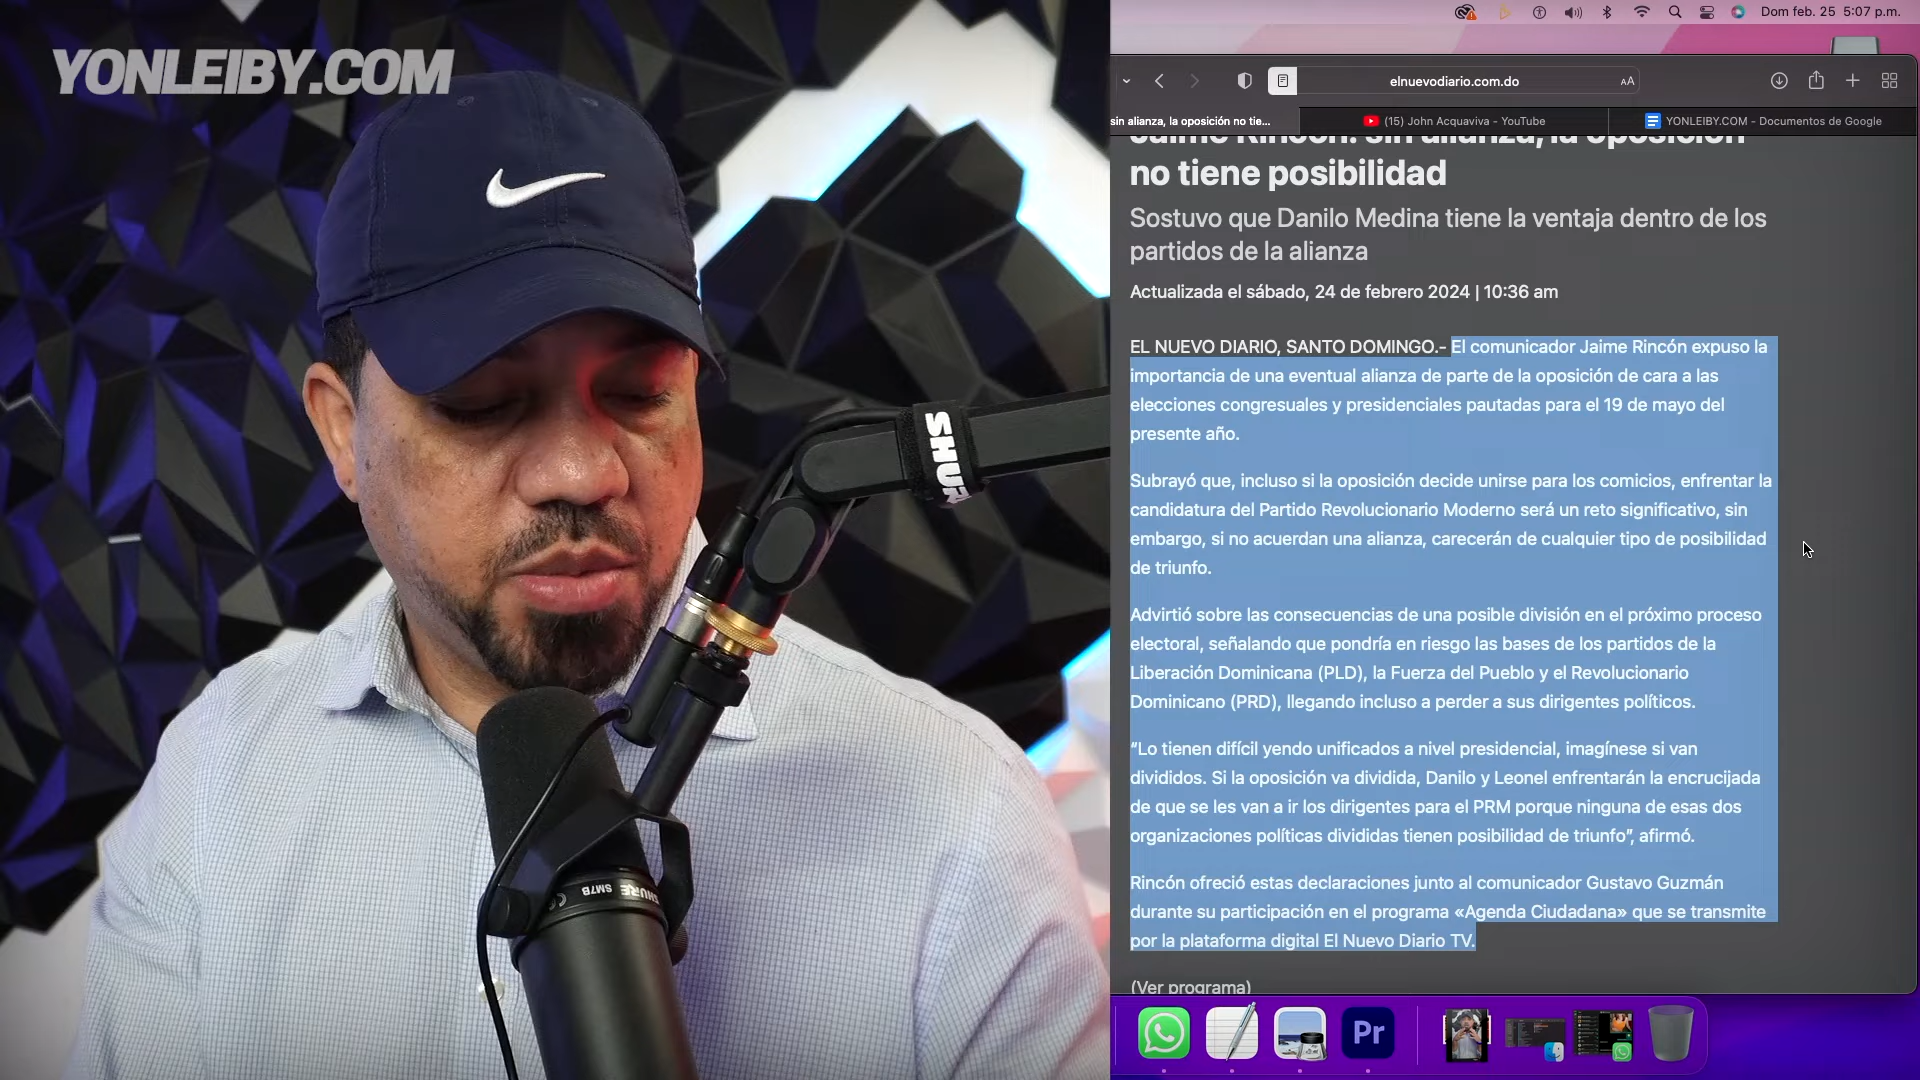 YONLEIBY.COM
Dom feb. 25 5:07 p.m.
elnuevodiario.com.do
AA
sin alianza, la oposición no tie...
(15) John Acquaviva - YouTube
YONLEIBY.COM - Documentos de Google
Jaime Rincón: sin alianza, la oposición
no tiene posibilidad
Sostuvo que Danilo Medina tiene la ventaja dentro de los
partidos de la alianza
Actualizada el sábado, 24 de febrero 2024 | 10:36 am
EL NUEVO DIARIO, SANTO DOMINGO.- El comunicador Jaime Rincón expuso la
importancia de una eventual alianza de parte de la oposición de cara a las
elecciones congresuales y presidenciales pautadas para el 19 de mayo del
presente año.
Subrayó que, incluso si la oposición decide unirse para los comicios, enfrentar la
candidatura del Partido Revolucionario Moderno será un reto significativo, sin
embargo, si no acuerdan una alianza, carecerán de cualquier tipo de posibilidad
de triunfo.
Advirtió sobre las consecuencias de una posible división en el próximo proceso
electoral, señalando que pondría en riesgo las bases de los partidos de la
Liberación Dominicana (PLD), la Fuerza del Pueblo y el Revolucionario
Dominicano (PRD), llegando incluso a perder a sus dirigentes políticos.
“Lo tienen difícil yendo unificados a nivel presidencial, imagínese si van
divididos. Si la oposición va dividida, Danilo y Leonel enfrentarán la encrucijada
de que se les van a ir los dirigentes para el PRM porque ninguna de esas dos
organizaciones políticas divididas tienen posibilidad de triunfo”, afirmó.
Rincón ofreció estas declaraciones junto al comunicador Gustavo Guzmán
durante su participación en el programa «Agenda Ciudadana» que se transmite
por la plataforma digital El Nuevo Diario TV.
(Ver programa)
Pr
SHUR
SHURE SM7B